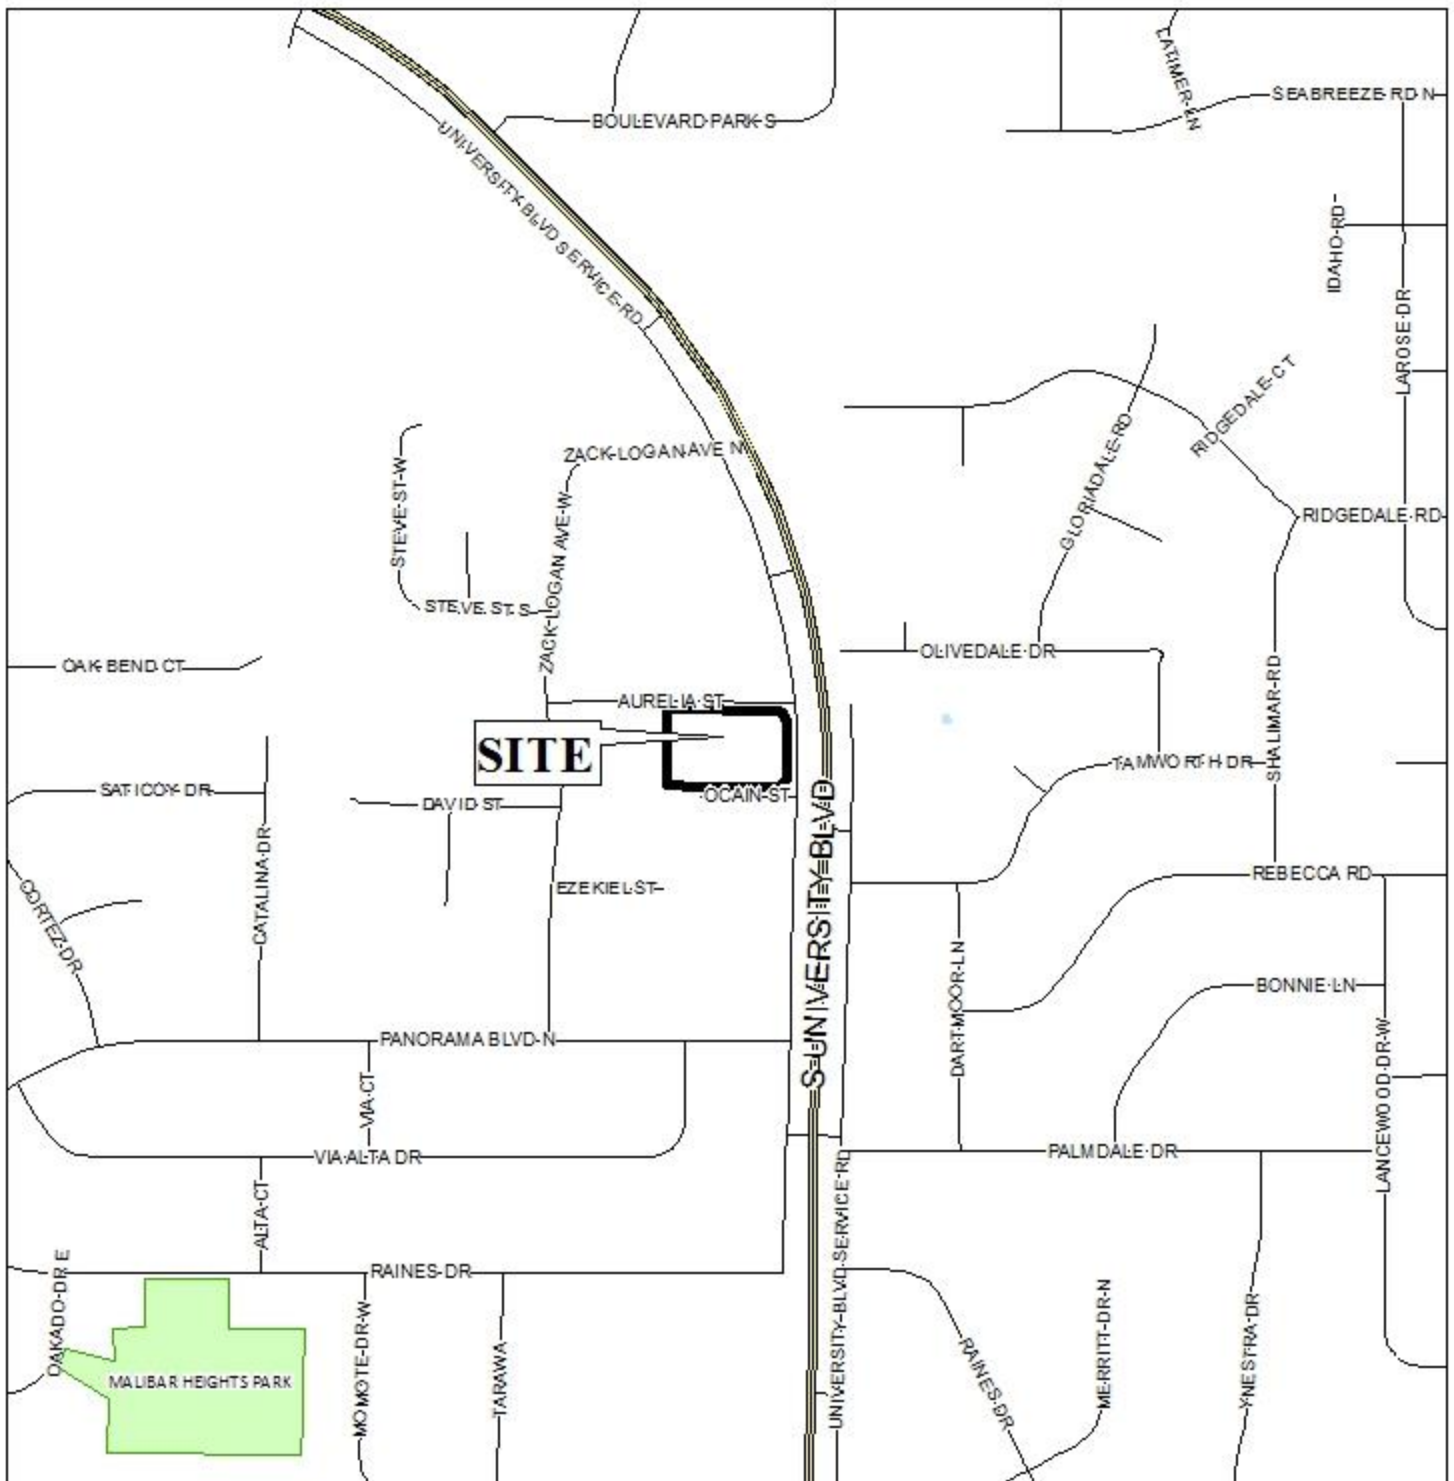 LATIMER LN
SEABREEZE RD N
BOULEVARD PARK S
UNIVERSITY BLVD SERVICE RD
IDAHO RD
LAROSE DR
RIDGEDALE CT
ZACK LOGAN AVE N
STEVE ST W
ZACK LOGAN AVE W
GLORIADALE RD
RIDGEDALE RD
STEVE ST S
OLIVEDALE DR
OAK BEND CT
SHALIMAR RD
AURELIA ST
SITE
TAMWORTH DR
SATICOY DR
DAVID ST
OCAIN ST
S UNIVERSITY BLVD
CATALINA DR
CORTEZ DR
EZEKIEL ST
REBECCA RD
DARTMOOR LN
BONNIE LN
PANORAMA BLVD N
LANCEWOOD DR W
VIA CT
VIA ALTA DR
PALMDALE DR
ALTA CT
UNIVERSITY BLVD SERVICE RD
OAKADO DR E
RAINES DR
MALIBAR HEIGHTS PARK
MOMOTE DR W
TARAWA
RAINES DR
MERRITT DR N
YNESTRA DR